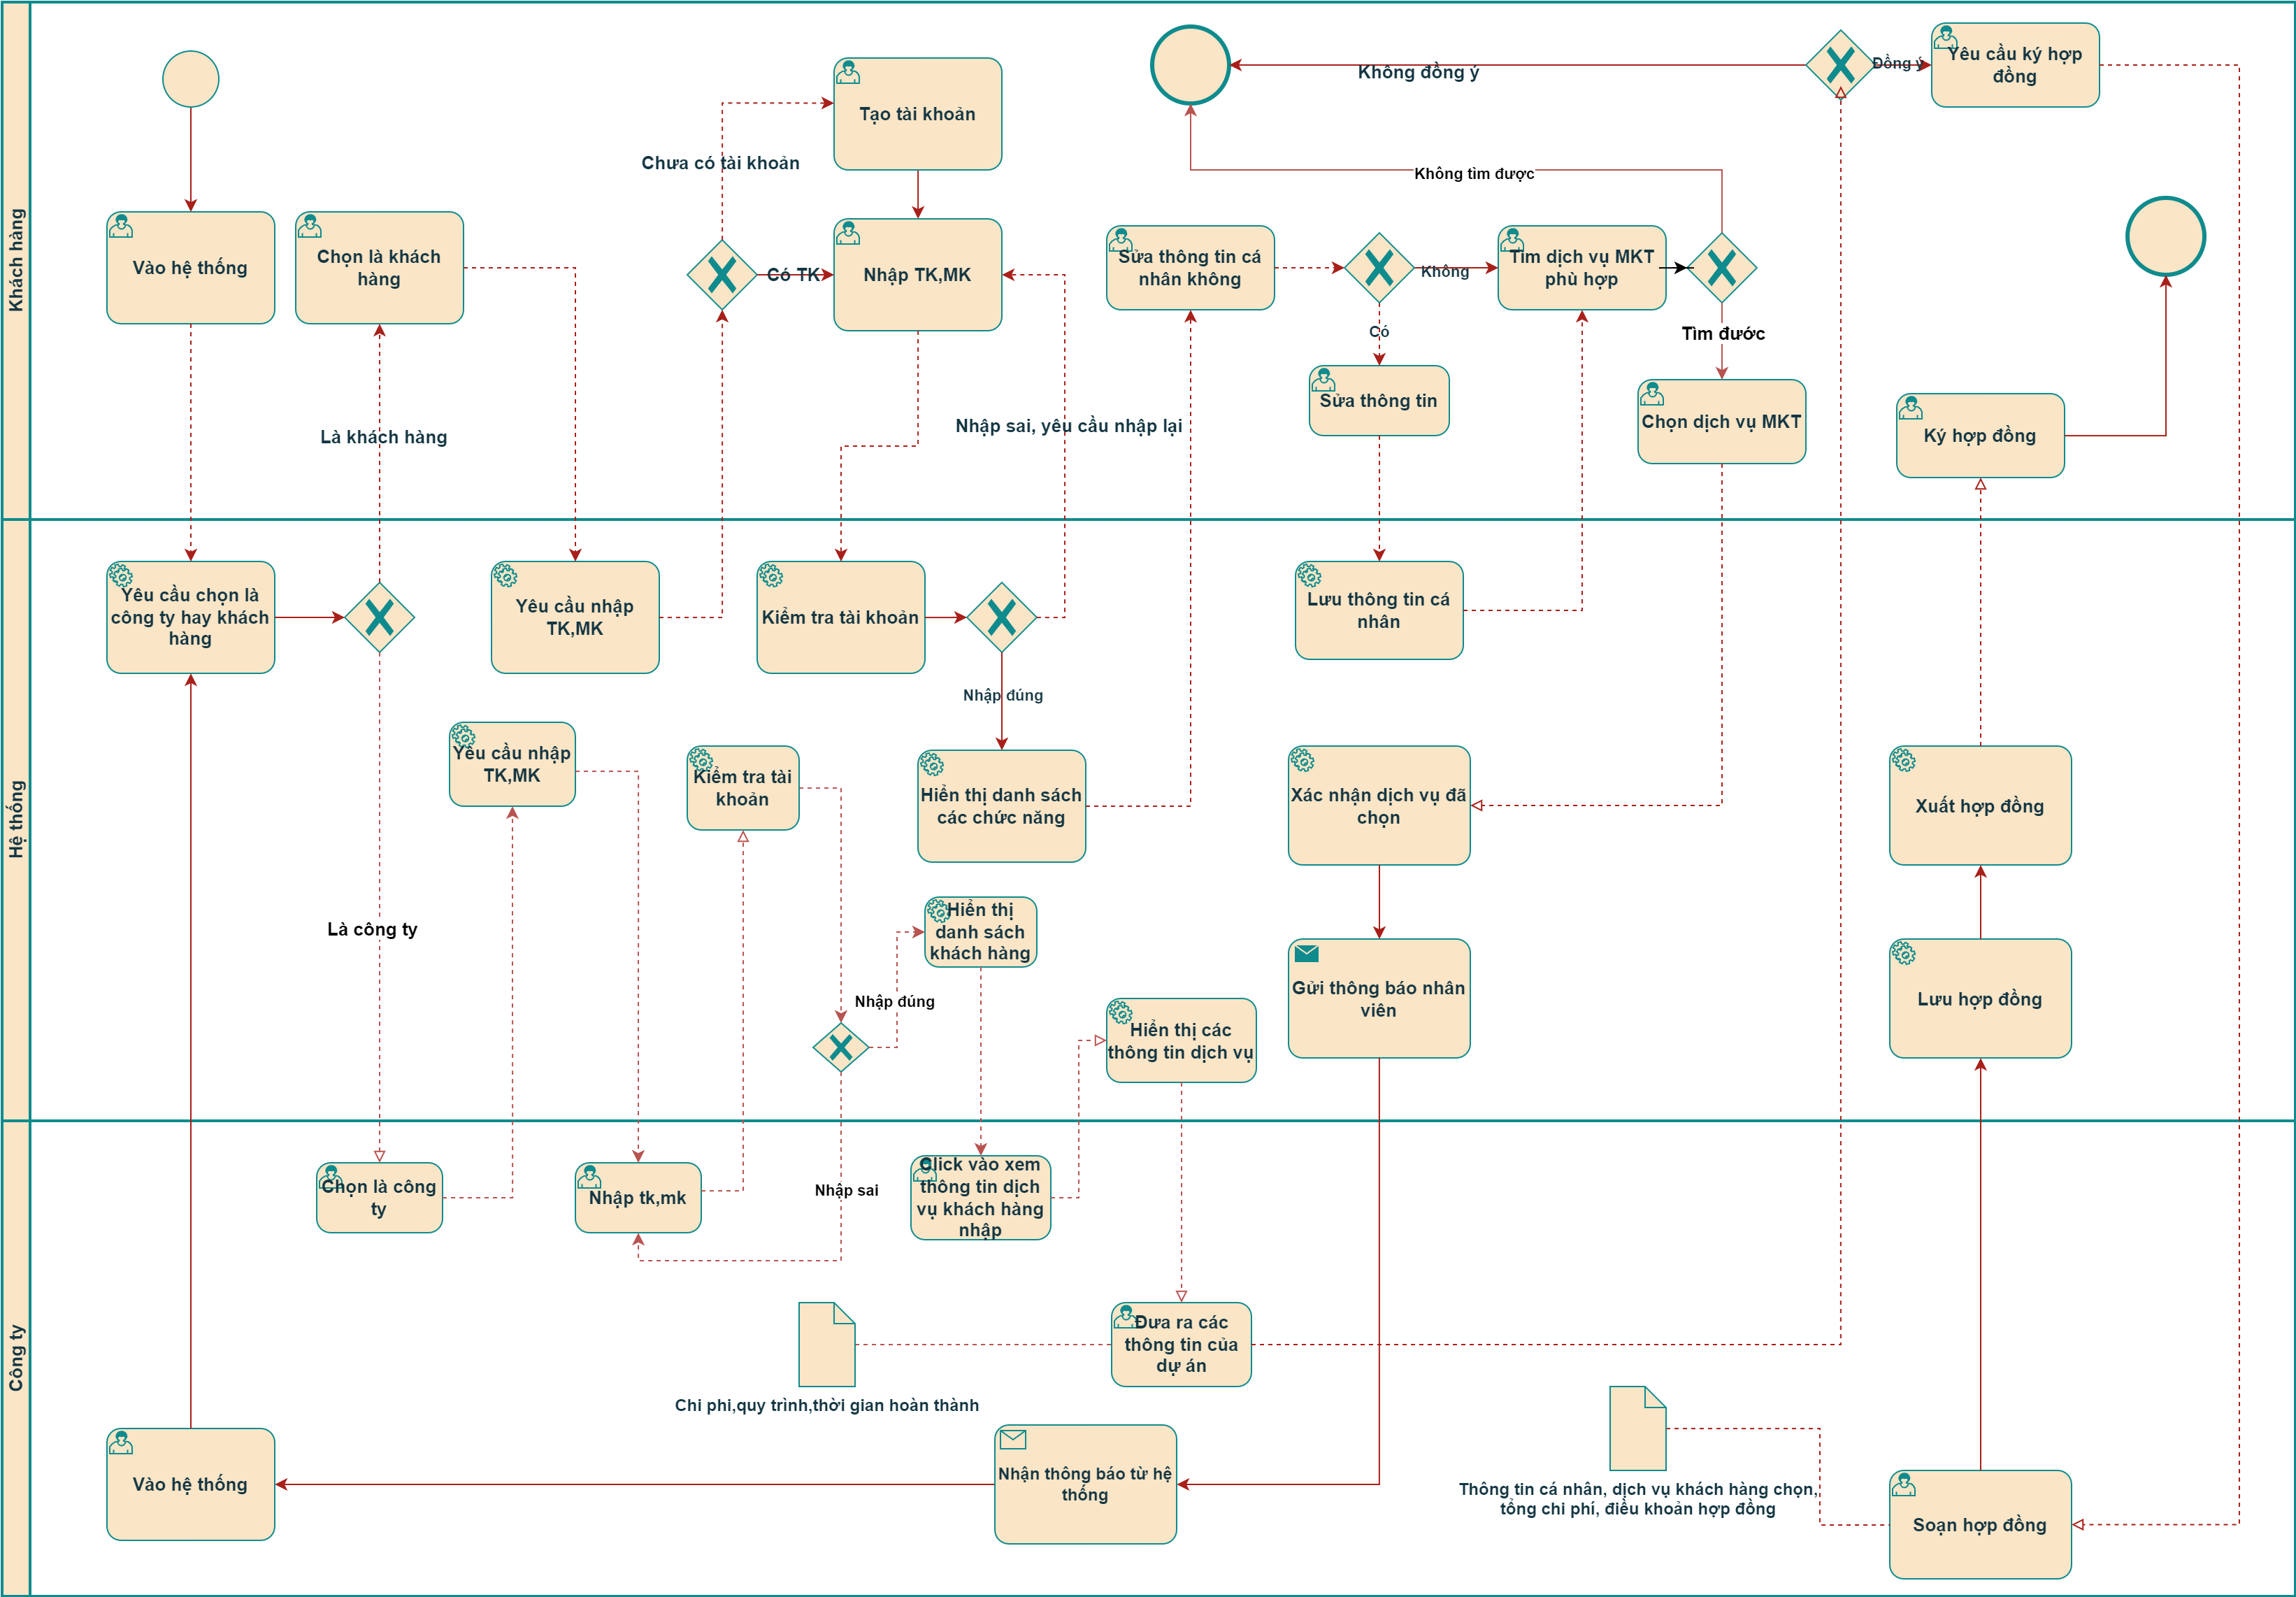 Khách hàng
Vào hệ thống
Chọn là khách
hàng
Là khách hàng
Chưa có tài khoản
Tạo tài khoản
Có TK
Nhập TK,MK
Nhập sai, yêu cầu nhập lại
Không đồng ý
Đồng ý
Yêu cầu ký hợp
đồng
Không tìm được
Sửa thông tin cá
nhân không
Không
Tìm dịch vụ MKT
phù hợp
Có
Tìm đước
Sửa thông tin
Chọn dịch vụ MKT
Ký hợp đồng
Hệ thống
Yêu cầu chọn là
công ty hay khách
hàng
Yêu cầu nhập
TK,MK
Kiểm tra tài khoản
Nhập đúng
Lưu thông tin cá
nhân
Yêu cầu nhập
TK,MK
Kiểm tra tài
khoản
Hiển thị danh sách
các chức năng
Xác nhận dịch vụ đã
chọn
Xuất hợp đồng
Là công ty
Hiển thị
danh sách
khách hàng
Nhập đúng
Hiển thị các
thông tin dịch vụ
Gửi thông báo nhân
viên
Lưu hợp đồng
Công ty
Chọn là công
ty
Nhập tk,mk
Nhập sai
Click vào xem
thông tin dịch
vụ khách hàng
nhập
Đưa ra các
thông tin của
dự án
Chi phi,quy trình,thời gian hoàn thành
Vào hệ thống
Nhận thông báo từ hệ
thống
Thông tin cá nhân, dịch vụ khách hàng chọn,
tổng chi phí, điều khoản hợp đồng
Soạn hợp đồng